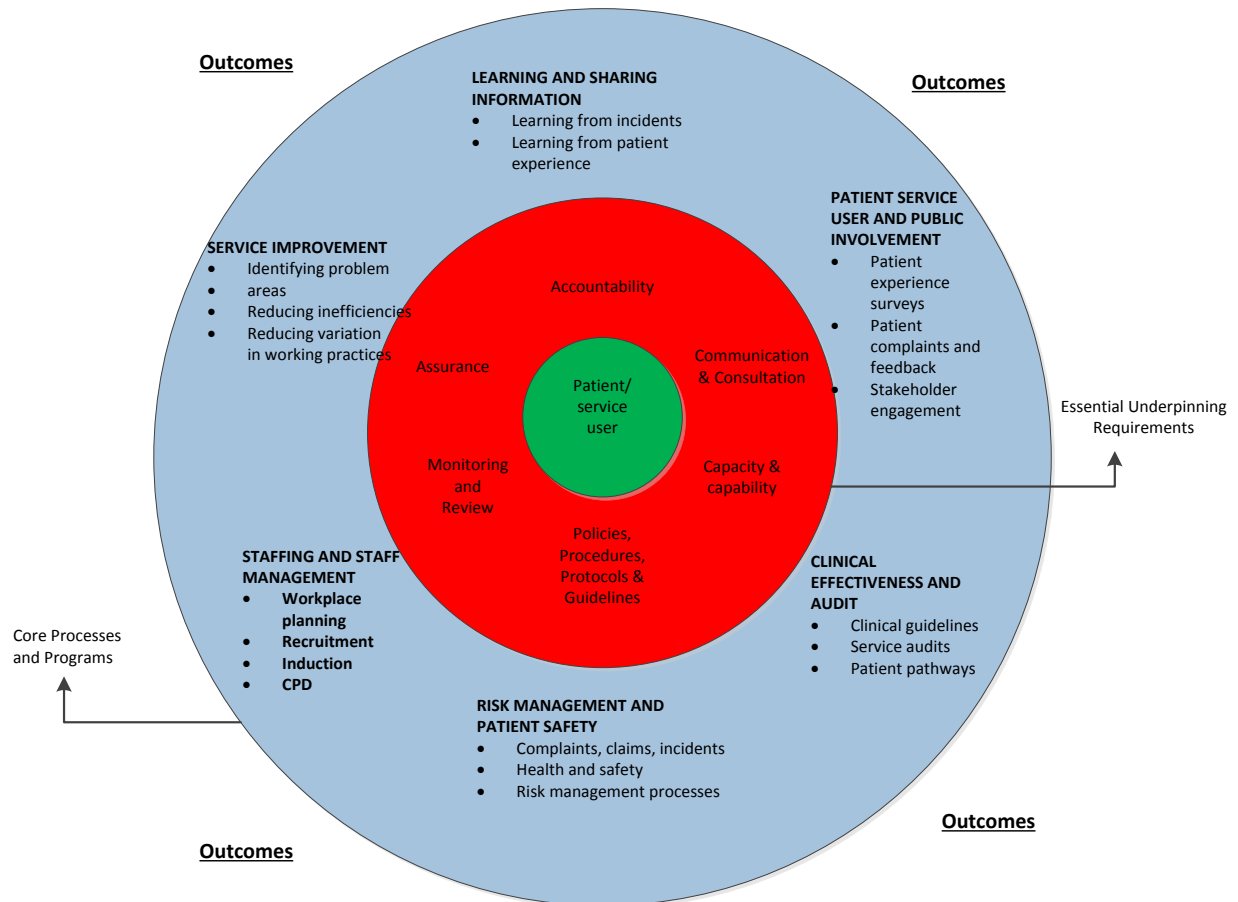 Outcomes
Outcomes
LEARNING AND SHARING
INFORMATION
• Learning from incidents
• Learning from patient
experience
PATIENT SERVICE
USER AND PUBLIC
INVOLVEMENT
• Patient
experience
surveys
• Patient
complaints and
feedback
• Stakeholder
engagement
SERVICE IMPROVEMENT
• Identifying problem
• areas
• Reducing inefficiencies
• Reducing variation
in working practices
Accountability
Communication
& Consultation
Assurance
Patient/
service
user
Monitoring
and
Review
Capacity &
capability
Policies,
Procedures,
Protocols &
Guidelines
Essential Underpinning
Requirements
STAFFING AND STAFF
MANAGEMENT
• Workplace
planning
• Recruitment
• Induction
• CPD
CLINICAL
EFFECTIVENESS AND
AUDIT
• Clinical guidelines
• Service audits
• Patient pathways
Core Processes
and Programs
RISK MANAGEMENT AND
PATIENT SAFETY
• Complaints, claims, incidents
• Health and safety
• Risk management processes
Outcomes
Outcomes